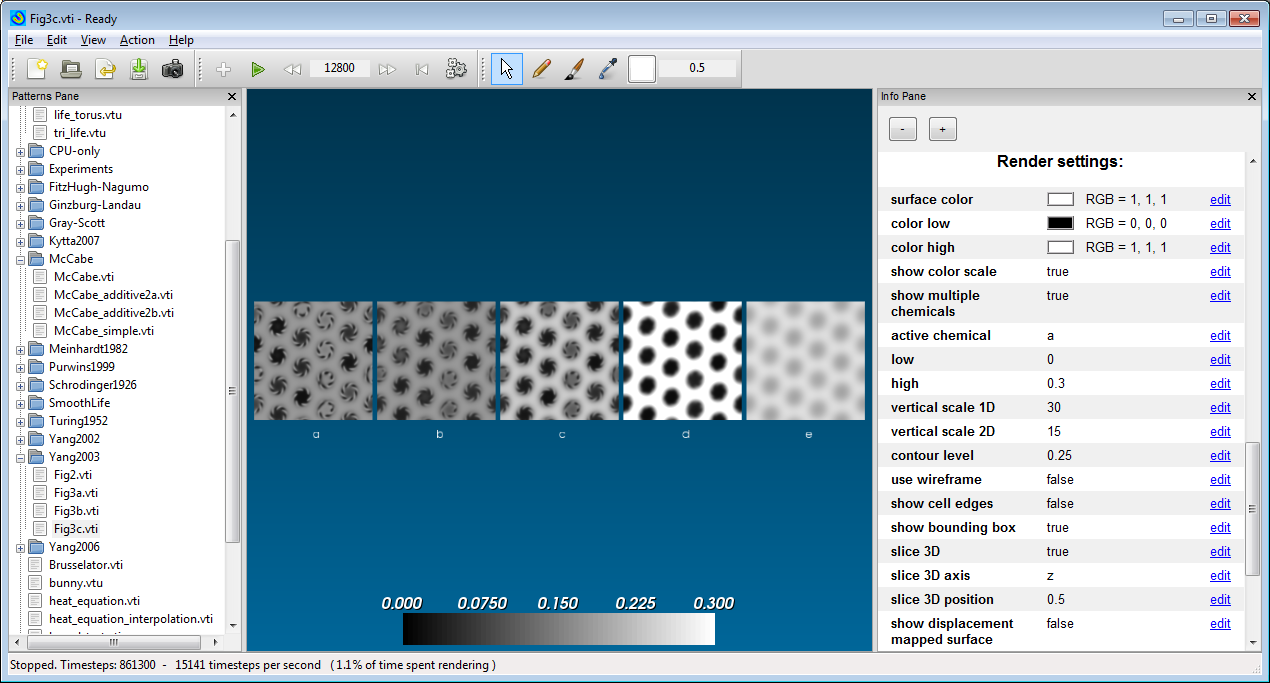 Fig3c.vti - Ready
File Edit View Action Help
12800
0.5
Patterns Pane
life_torus.vtu
tri_life.vtu
CPU-only
Experiments
FitzHugh-Nagumo
Ginzburg-Landau
Gray-Scott
Kytta2007
McCabe
McCabe.vti
McCabe_additive2a.vti
McCabe_additive2b.vti
McCabe_simple.vti
Meinhardt1982
Purwins1999
Schrodinger1926
SmoothLife
Turing1952
Yang2002
Yang2003
Fig2.vti
Fig3a.vti
Fig3b.vti
Fig3c.vti
Yang2006
Brusselator.vti
bunny.vtu
heat_equation.vti
heat_equation_interpolation.vti
a b c d e
0.000 0.0750 0.150 0.225 0.300
Info Pane
- +
Render settings:
surface color RGB = 1, 1, 1 edit
color low RGB = 0, 0, 0 edit
color high RGB = 1, 1, 1 edit
show color scale true edit
show multiple true edit
chemicals
active chemical a edit
low 0 edit
high 0.3 edit
vertical scale 1D 30 edit
vertical scale 2D 15 edit
contour level 0.25 edit
use wireframe false edit
show cell edges false edit
show bounding box true edit
slice 3D true edit
slice 3D axis z edit
slice 3D position 0.5 edit
show displacement false edit
mapped surface
Stopped. Timesteps: 861300 - 15141 timesteps per second (1.1% of time spent rendering )